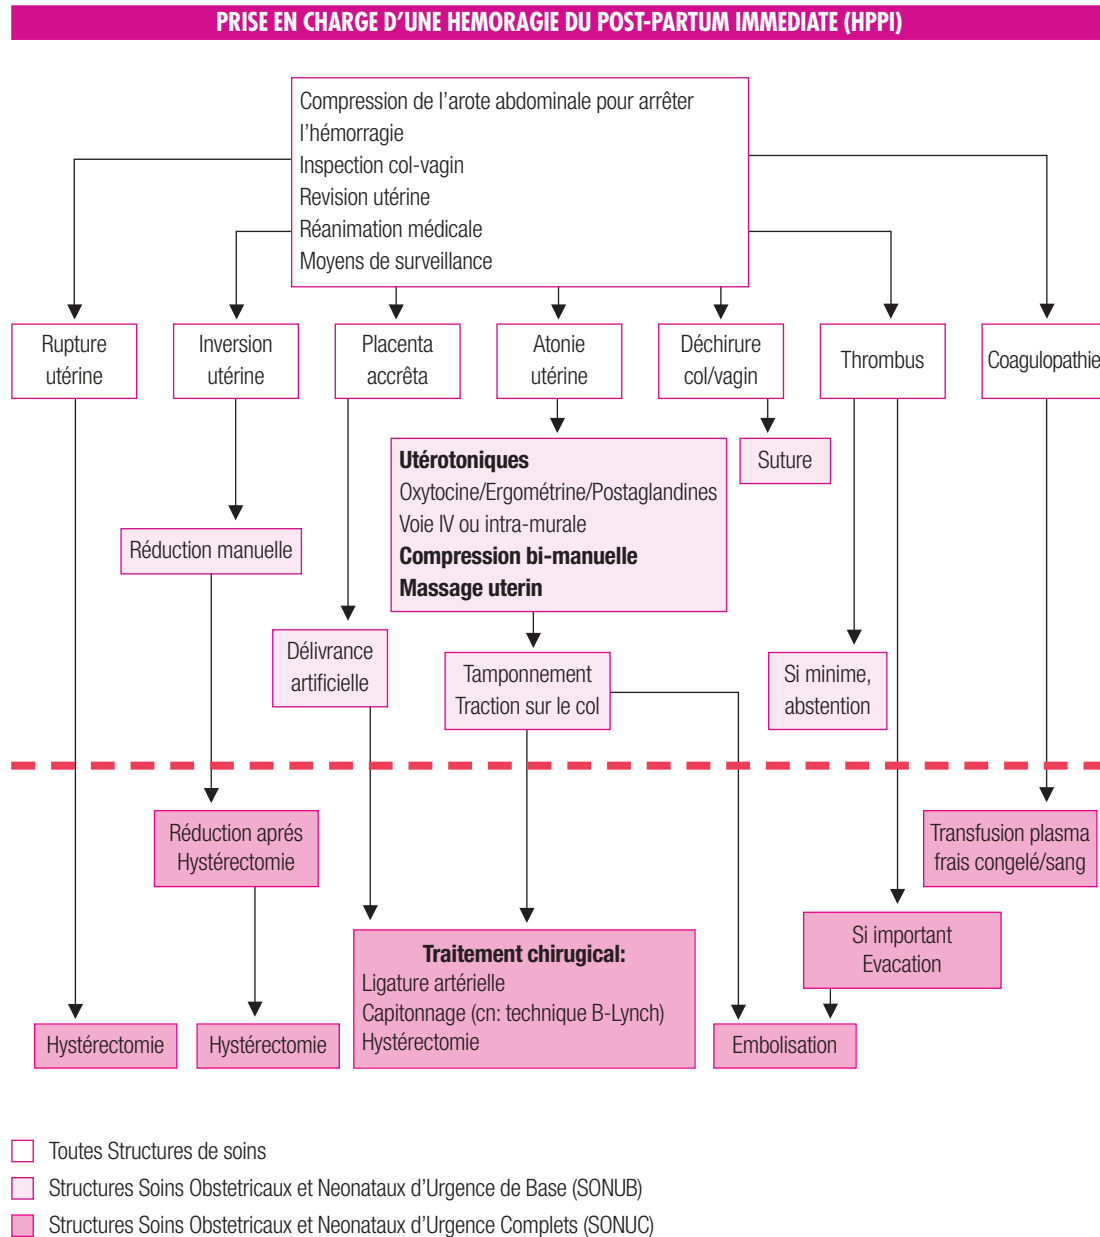 PRISE EN CHARGE D'UNE HEMORAGIE DU POST-PARTUM IMMEDIATE (HPPI)
Compression de l'arote abdominale pour arrêter
l'hémorragie
Inspection col-vagin
Revision utérine
Réanimation médicale
Moyens de surveillance
Rupture
utérine
Inversion
utérine
Placenta
accrêta
Atonie
utérine
Déchirure
col/vagin
Thrombus
Coagulopathie
Utérotoniques
Oxytocine/Ergométrine/Postaglandines
Voie IV ou intra-murale
Compression bi-manuelle
Massage uterin
Suture
Réduction manuelle
Délivrance
artificielle
Tamponnement
Traction sur le col
Si minime,
abstention
Réduction aprés
Hystérectomie
Transfusion plasma
frais congelé/sang
Si important
Evacation
Traitement chirugical:
Ligature artérielle
Capitonnage (cn: technique B-Lynch)
Hystérectomie
Hystérectomie
Hystérectomie
Embolisation
Toutes Structures de soins
Structures Soins Obstetricaux et Neonataux d'Urgence de Base (SONUB)
Structures Soins Obstetricaux et Neonataux d'Urgence Complets (SONUC)